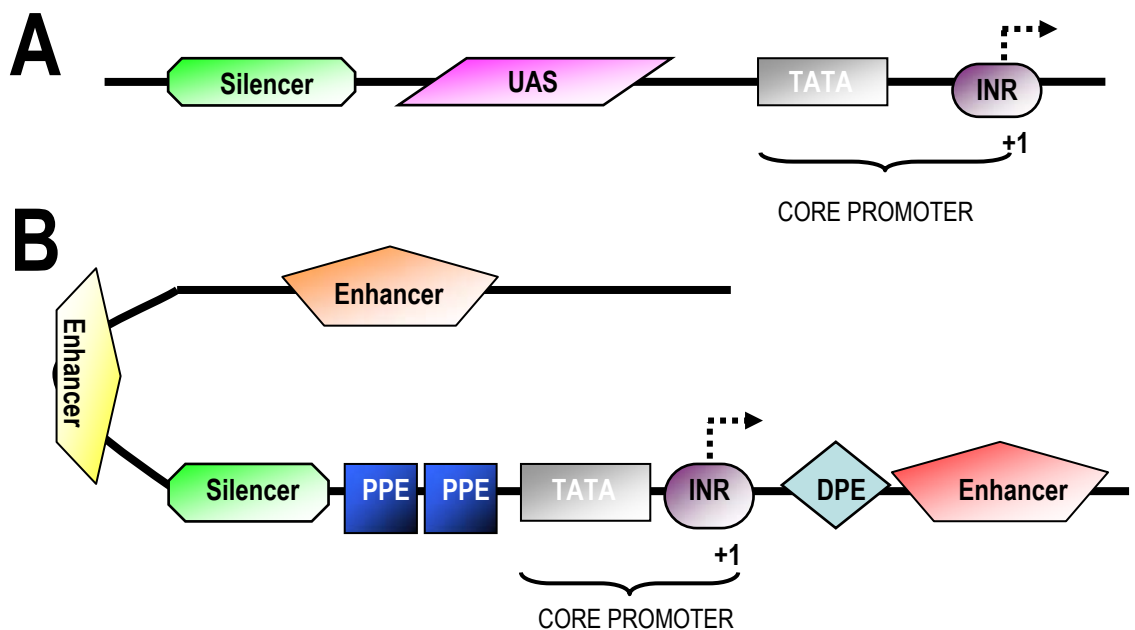 A
Silencer UAS TATA INR
+1
CORE PROMOTER
B
Enhancer
Enhancer
Silencer PPE PPE TATA INR DPE Enhancer
+1
CORE PROMOTER